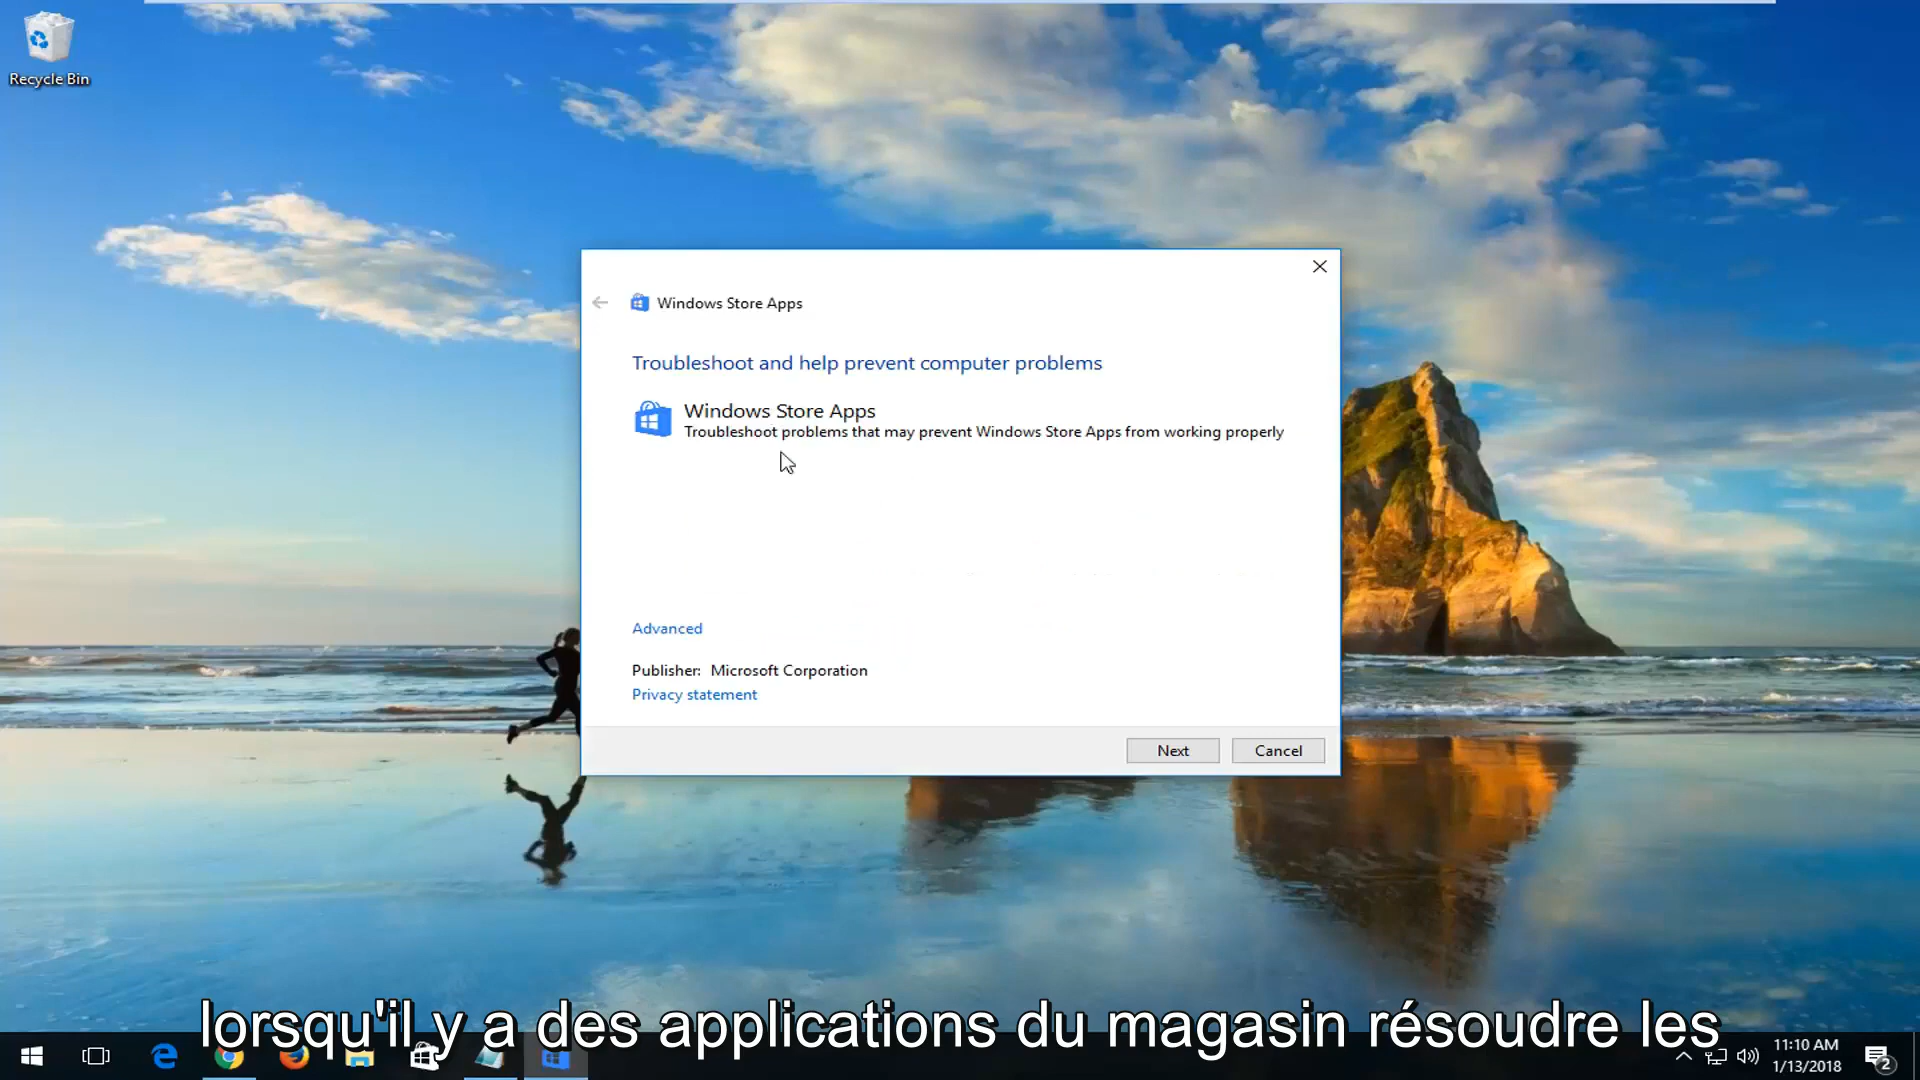 Recycle Bin
Windows Store Apps
Troubleshoot and help prevent computer problems
Windows Store Apps
Troubleshoot problems that may prevent Windows Store Apps from working properly
Advanced
Publisher: Microsoft Corporation
Privacy statement
Next
Cancel
lorsqu'il y a des applications du magasin résoudre les
11:10 AM
1/13/2018
2